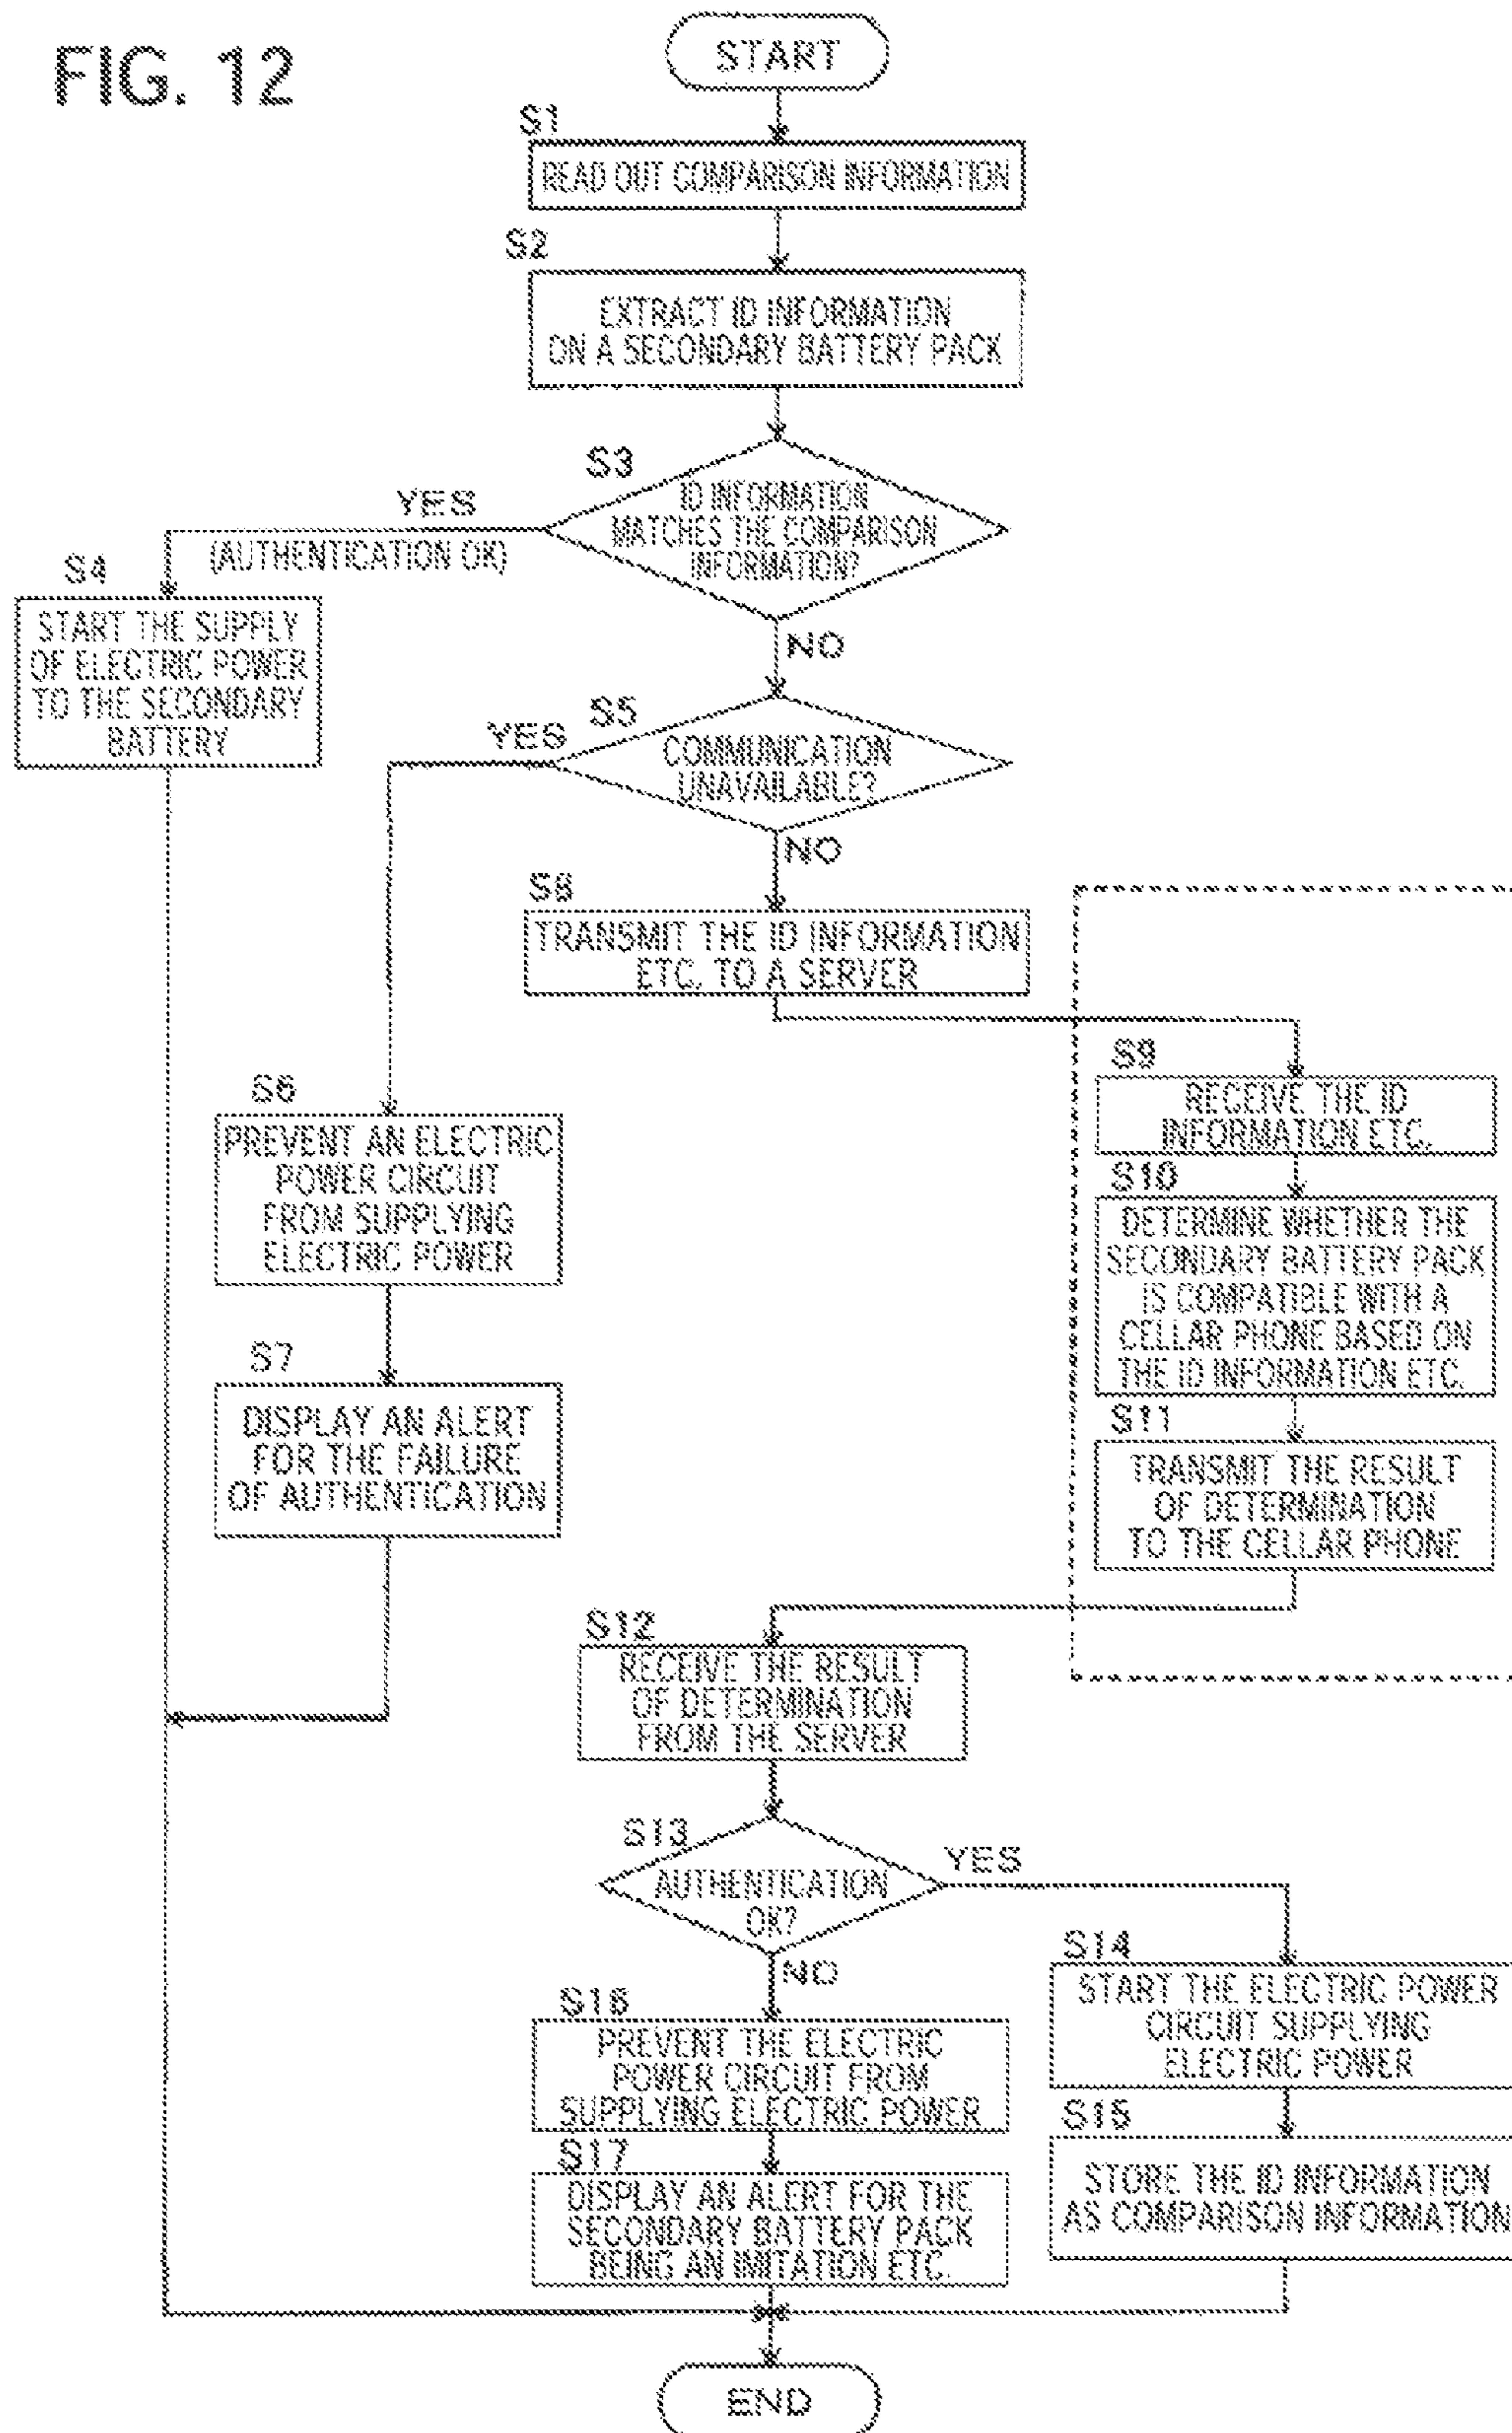 FIG. 12
START
S1
READ OUT COMPARISON INFORMATION
S2
EXTRACT ID INFORMATION
ON A SECONDARY BATTERY PACK
S3
ID INFORMATION
MATCHES THE COMPARISON
INFORMATION?
YES
(AUTHENTICATION OK)
NO
S4
START THE SUPPLY
OF ELECTRIC POWER
TO THE SECONDARY
BATTERY
S5
COMMUNICATION
UNAVAILABLE?
YES
NO
S8
TRANSMIT THE ID INFORMATION
ETC. TO A SERVER
S6
PREVENT AN ELECTRIC
POWER CIRCUIT
FROM SUPPLYING
ELECTRIC POWER
S7
DISPLAY AN ALERT
FOR THE FAILURE
OF AUTHENTICATION
S9
RECEIVE THE ID
INFORMATION ETC.
S10
DETERMINE WHETHER THE
SECONDARY BATTERY PACK
IS COMPATIBLE WITH A
CELLAR PHONE BASED ON
THE ID INFORMATION ETC.
S11
TRANSMIT THE RESULT
OF DETERMINATION
TO THE CELLAR PHONE
S12
RECEIVE THE RESULT
OF DETERMINATION
FROM THE SERVER
S13
AUTHENTICATION
OK?
YES
NO
S14
START THE ELECTRIC POWER
CIRCUIT SUPPLYING
ELECTRIC POWER
S15
STORE THE ID INFORMATION
AS COMPARISON INFORMATION
S16
PREVENT THE ELECTRIC
POWER CIRCUIT FROM
SUPPLYING ELECTRIC POWER
S17
DISPLAY AN ALERT FOR THE
SECONDARY BATTERY PACK
BEING AN IMITATION ETC.
END